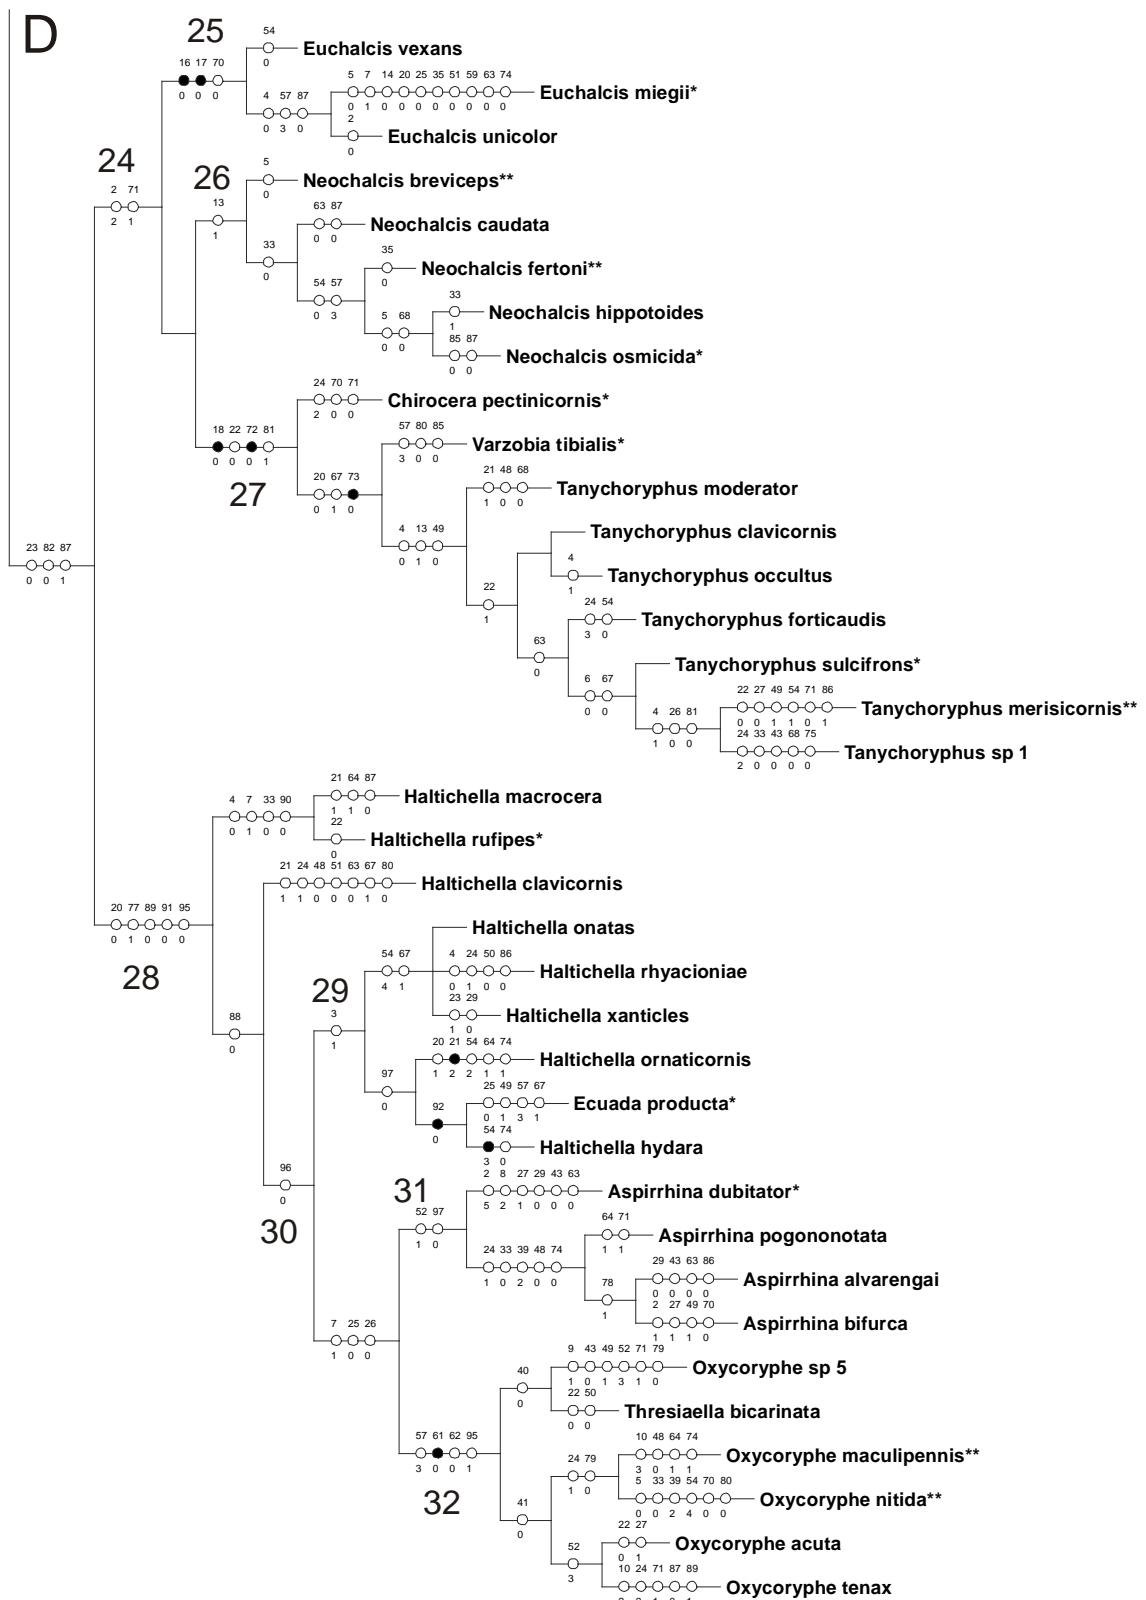 D
25
54
0
Euchalcis vexans
16 17 70
0 0 0
5 7 14 20 25 35 51 59 63 74
0 1 0 0 0 0 0 0 0 0
Euchalcis miegii*
4 57 87
0 3 0
2
0
Euchalcis unicolor
24
2 71
2 1
26
5
0
Neochalcis breviceps**
13
1
63 87
0 0
Neochalcis caudata
33
0
35
0
Neochalcis fertoni**
54 57
0 3
33
1
Neochalcis hippotoides
5 68
0 0
85 87
0 0
Neochalcis osmicida*
24 70 71
2 0 0
Chirocera pectinicornis*
18 22 72 81
0 0 0 1
27
57 80 85
3 0 0
Varzobia tibialis*
20 67 73
0 1 0
21 48 68
1 0 0
Tanychoryphus moderator
4 13 49
0 1 0
Tanychoryphus clavicornis
4
1
Tanychoryphus occultus
22
1
24 54
3 0
Tanychoryphus forticaudis
63
0
Tanychoryphus sulcifrons*
6 67
0 0
22 27 49 54 71 86
0 0 1 1 0 1
Tanychoryphus merisicornis**
4 26 81
1 0 0
24 33 43 68 75
2 0 0 0 0
Tanychoryphus sp 1
23 82 87
0 0 1
21 64 87
1 1 0
Haltichella macrocera
4 7 33 90
0 1 0 0
22
0
Haltichella rufipes*
21 24 48 51 63 67 80
1 1 0 0 0 1 0
Haltichella clavicornis
20 77 89 91 95
0 1 0 0 0
28
88
0
Haltichella onatas
29
54 67
4 1
4 24 50 86
0 1 0 0
Haltichella rhyacioniae
23 29
1 0
Haltichella xanticles
3
1
20 21 54 64 74
1 2 2 1 1
Haltichella ornaticornis
97
0
92
0
25 49 57 67
0 1 3 1
Ecuada producta*
54 74
3 0
Haltichella hydara
96
0
30
31
2 8 27 29 43 63
5 2 1 0 0 0
Aspirrhina dubitator*
52 97
1 0
64 71
1 1
Aspirrhina pogononotata
24 33 39 48 74
1 0 2 0 0
29 43 63 86
0 0 0 0
Aspirrhina alvarengai
78
1
2 27 49 70
1 1 1 0
Aspirrhina bifurca
7 25 26
1 0 0
9 43 49 52 71 79
1 0 1 3 1 0
Oxycoryphe sp 5
40
0
22 50
0 0
Thresiaella bicarinata
57 61 62 95
3 0 0 1
32
10 48 64 74
3 0 1 1
Oxycoryphe maculipennis**
24 79
1 0
5 33 39 54 70 80
0 0 2 4 0 0
Oxycoryphe nitida**
41
0
22 27
0 1
Oxycoryphe acuta
52
3
10 24 71 87 89
Oxycoryphe tenax